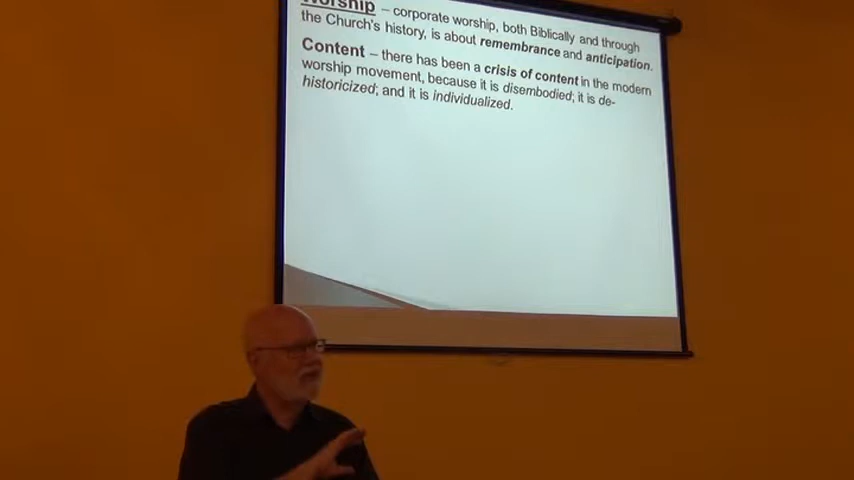 Worship – corporate worship, both Biblically and through
the Church's history, is about remembrance and anticipation.
Content – there has been a crisis of content in the modern
worship movement, because it is disembodied; it is de-
historicized; and it is individualized.